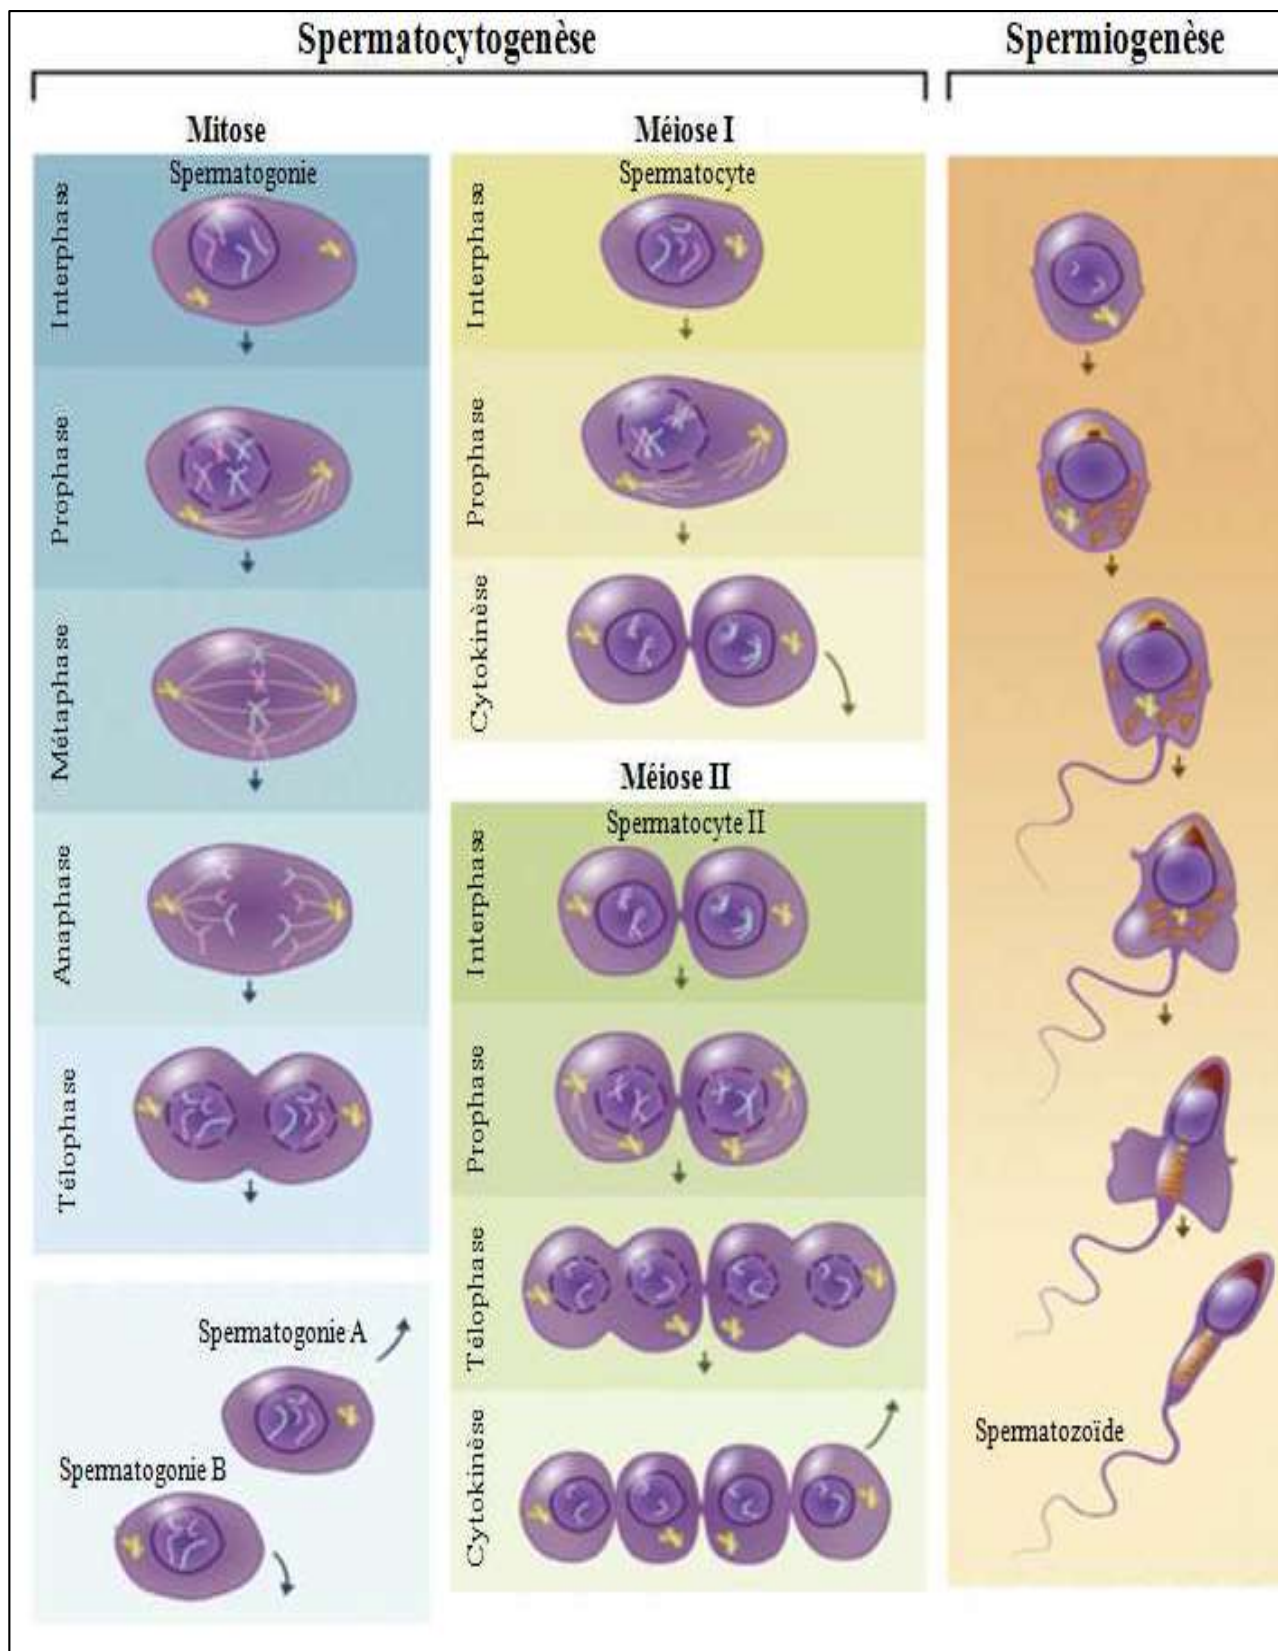 Spermatocytogenèse
Spermiogenèse
Mitose
Spermatogonie
Interphase
Prophase
Métaphase
Anaphase
Télophase
Spermatogonie A
Spermatogonie B
Méiose I
Spermatocyte
Interphase
Prophase
Cytokinèse
Méiose II
Spermatocyte II
Interphase
Prophase
Télophase
Cytokinèse
Spermatozoïde